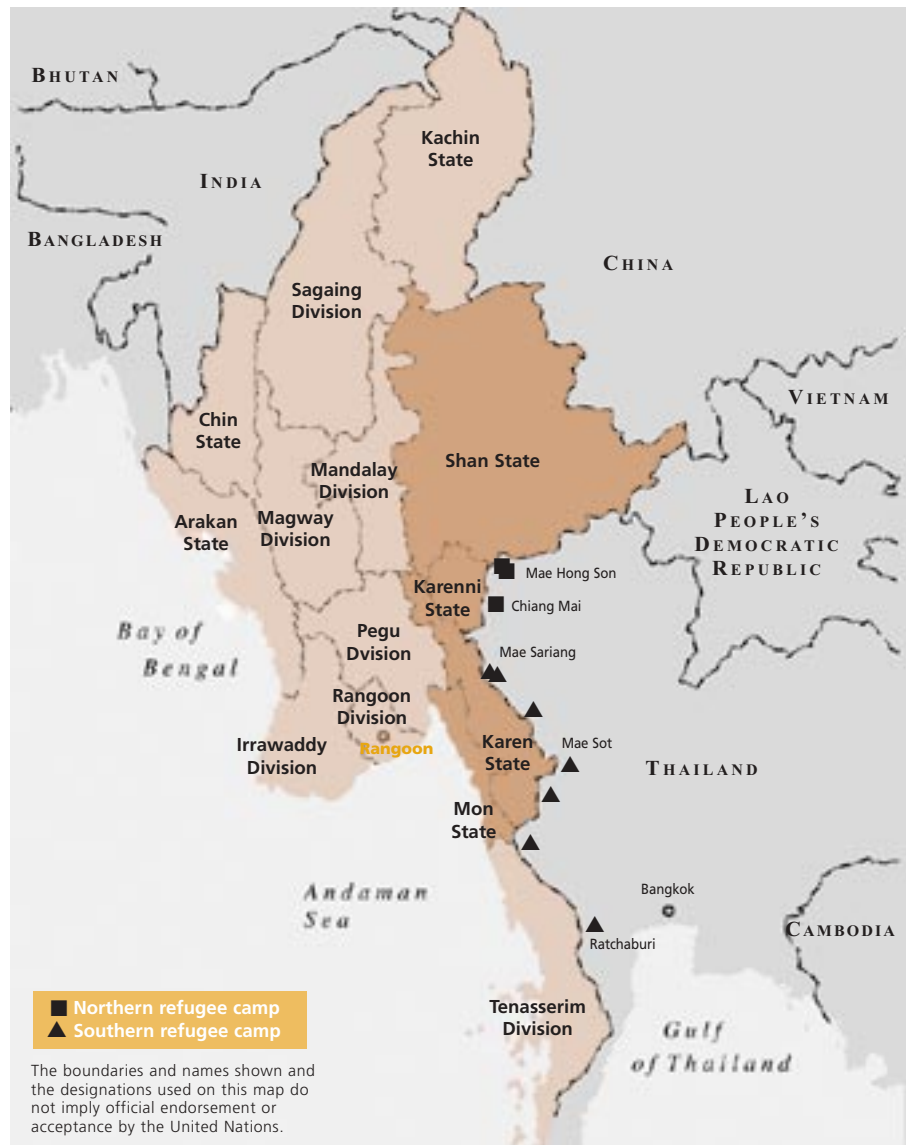 BHUTAN
Kachin
State
INDIA
BANGLADESH
CHINA
Sagaing
Division
VIETNAM
Chin
State
Shan State
Mandalay
Division
LAO
PEOPLE'S
DEMOCRATIC
REPUBLIC
Arakan
State
Magway
Division
Mae Hong Son
Karenni
State
Chiang Mai
Bay of
Bengal
Pegu
Dvision
Mae Sariang
Rangoon
Division
Rangoon
Irrawaddy
Division
Karen
State
Mae Sot
THAILAND
Mon
State
Andaman
Sea
Bangkok
CAMBODIA
Ratchaburi
Tenasserim
Division
Gulf
of Thailand
Northern refugee camp
Southern refugee camp
The boundaries and names shown and
the designations used on this map do
not imply official endorsement or
acceptance by the United Nations.